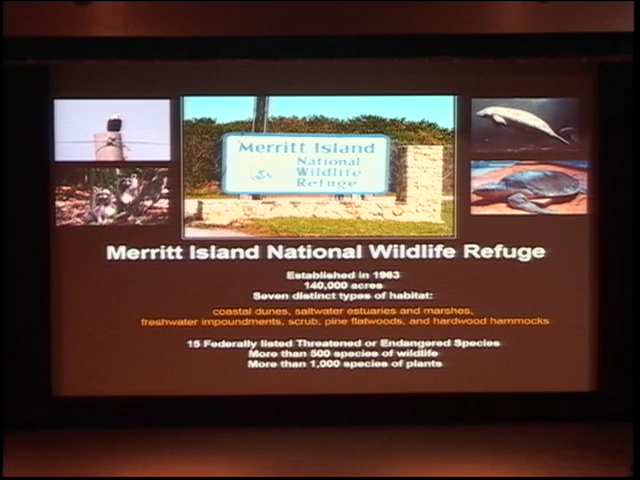 Merritt Island
National
Wildlife
Refuge
Merritt Island National Wildlife Refuge
Established in 1963
140,000 acres
Seven distinct types of habitat:
coastal dunes, saltwater estuaries and marshes,
freshwater impoundments, scrub, pine flatwoods, and hardwood hammocks
15 Federally listed Threatened or Endangered Species
More than 500 species of wildlife
More than 1,000 species of plants